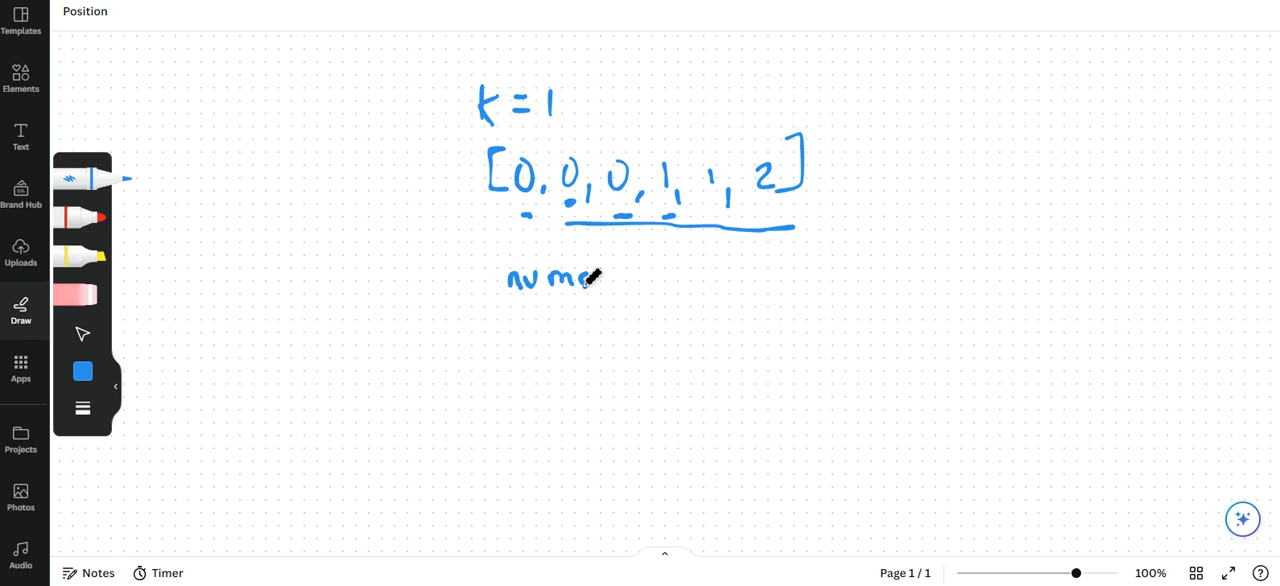 Position
Templates
Elements
Text
Brand Hub
Uploads
Draw
Apps
Projects
Photos
Audio
k = 1
[0, 0, 0, 1, 1, 2]
Notes
Timer
Page 1 / 1
100%